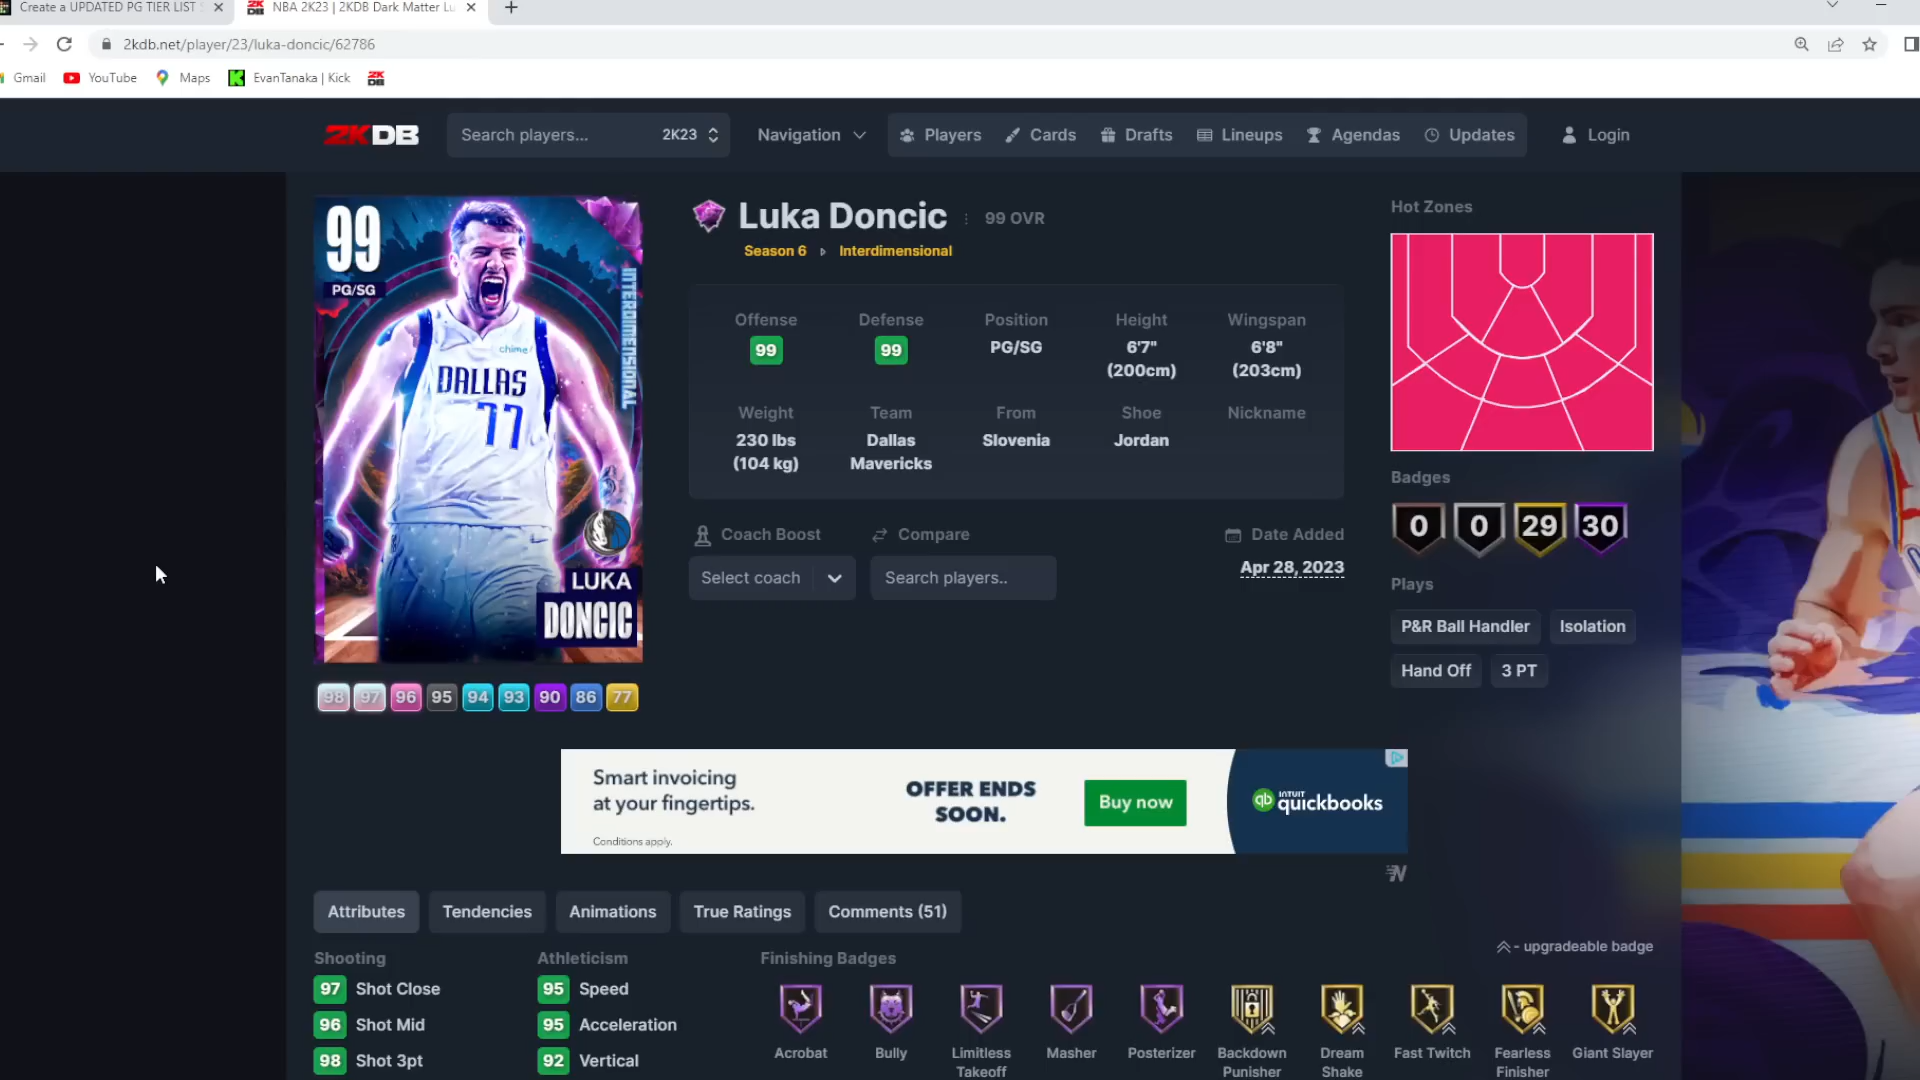 Create a UPDATED PG TIER LIST
NBA 2K23 | 2KDB Dark Matter Lu
2kdb.net/player/23/luka-doncic/62786
Gmail
YouTube
Maps
EvanTanaka | Kick
2K
DB
2KDB
Search players...
2K23
Navigation
Players
Cards
Drafts
Lineups
Agendas
Updates
Login
99
PG/SG
INTERDIMENSIONAL
chime
DALLAS
77
LUKA
DONCIC
98 97 96 95 94 93 90 86 77
Luka Doncic
99 OVR
Season 6
Interdimensional
Offense
Defense
Position
Height
Wingspan
99
99
PG/SG
6'7"
6'8"
(200cm)
(203cm)
Weight
Team
From
Shoe
Nickname
230 lbs
Dallas
Slovenia
Jordan
(104 kg)
Mavericks
Coach Boost
Compare
Date Added
Select coach
Search players..
Apr 28, 2023
Hot Zones
Badges
0 0 29 30
Plays
P&R Ball Handler
Isolation
Hand Off
3 PT
Smart invoicing
at your fingertips.
Conditions apply.
OFFER ENDS
SOON.
Buy now
qb
INTUIT
quickbooks
N
Attributes
Tendencies
Animations
True Ratings
Comments (51)
- upgradeable badge
Shooting
Athleticism
Finishing Badges
97 Shot Close
95 Speed
96 Shot Mid
95 Acceleration
98 Shot 3pt
92 Vertical
Acrobat
Bully
Limitless
Takeoff
Masher
Posterizer
Backdown
Punisher
Dream
Shake
Fast Twitch
Fearless
Finisher
Giant Slayer